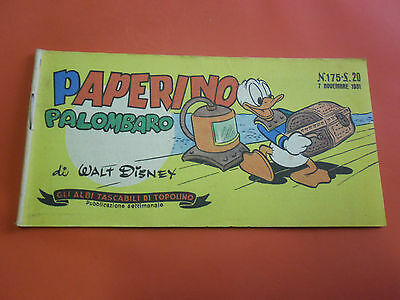 PAPERINO
PALOMBARO
N.175-L.20
7 NOVEMBRE 1951
di WALT DISNEY
GLI ALBI TASCABILI DI TOPOLINO
Pubblicazione settimanale